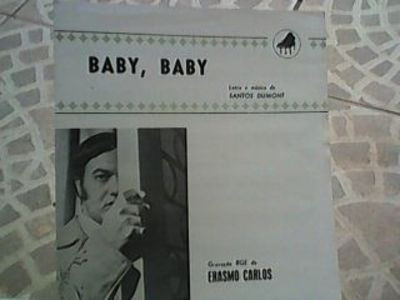 BABY, BABY
Letra e música de
SANTOS DUMONT
Gravação RGE de
ERASMO CARLOS